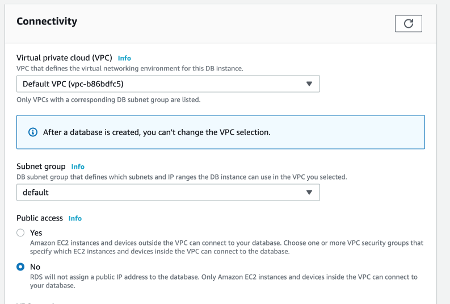 Connectivity
Virtual private cloud (VPC) Info
VPC that defines the virtual networking environment for this DB instance.
Default VPC (vpc-b86bdfc5)
Only VPCs with a corresponding DB subnet group are listed.
After a database is created, you can't change the VPC selection.
Subnet group Info
DB subnet group that defines which subnets and IP ranges the DB instance can use in the VPC you selected.
default
Public access Info
Yes
Amazon EC2 instances and devices outside the VPC can connect to your database. Choose one or more VPC security groups that
specify which EC2 instances and devices inside the VPC can connect to the database.
No
RDS will not assign a public IP address to the database. Only Amazon EC2 instances and devices inside the VPC can connect to
your database.